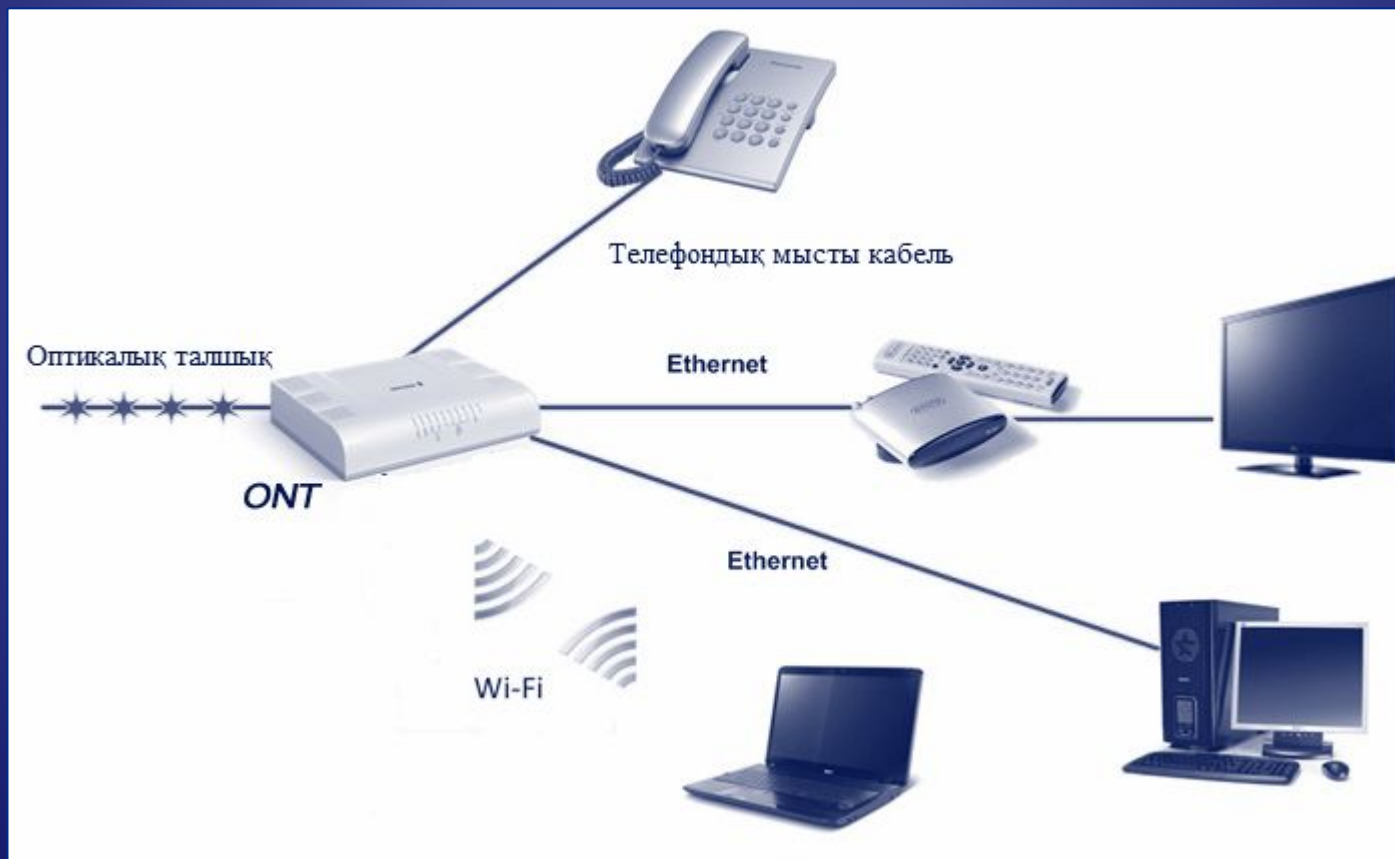 Телефондық мысты кабель
Оптикалық талшық
Ethernet
ONT
Ethernet
Wi-Fi